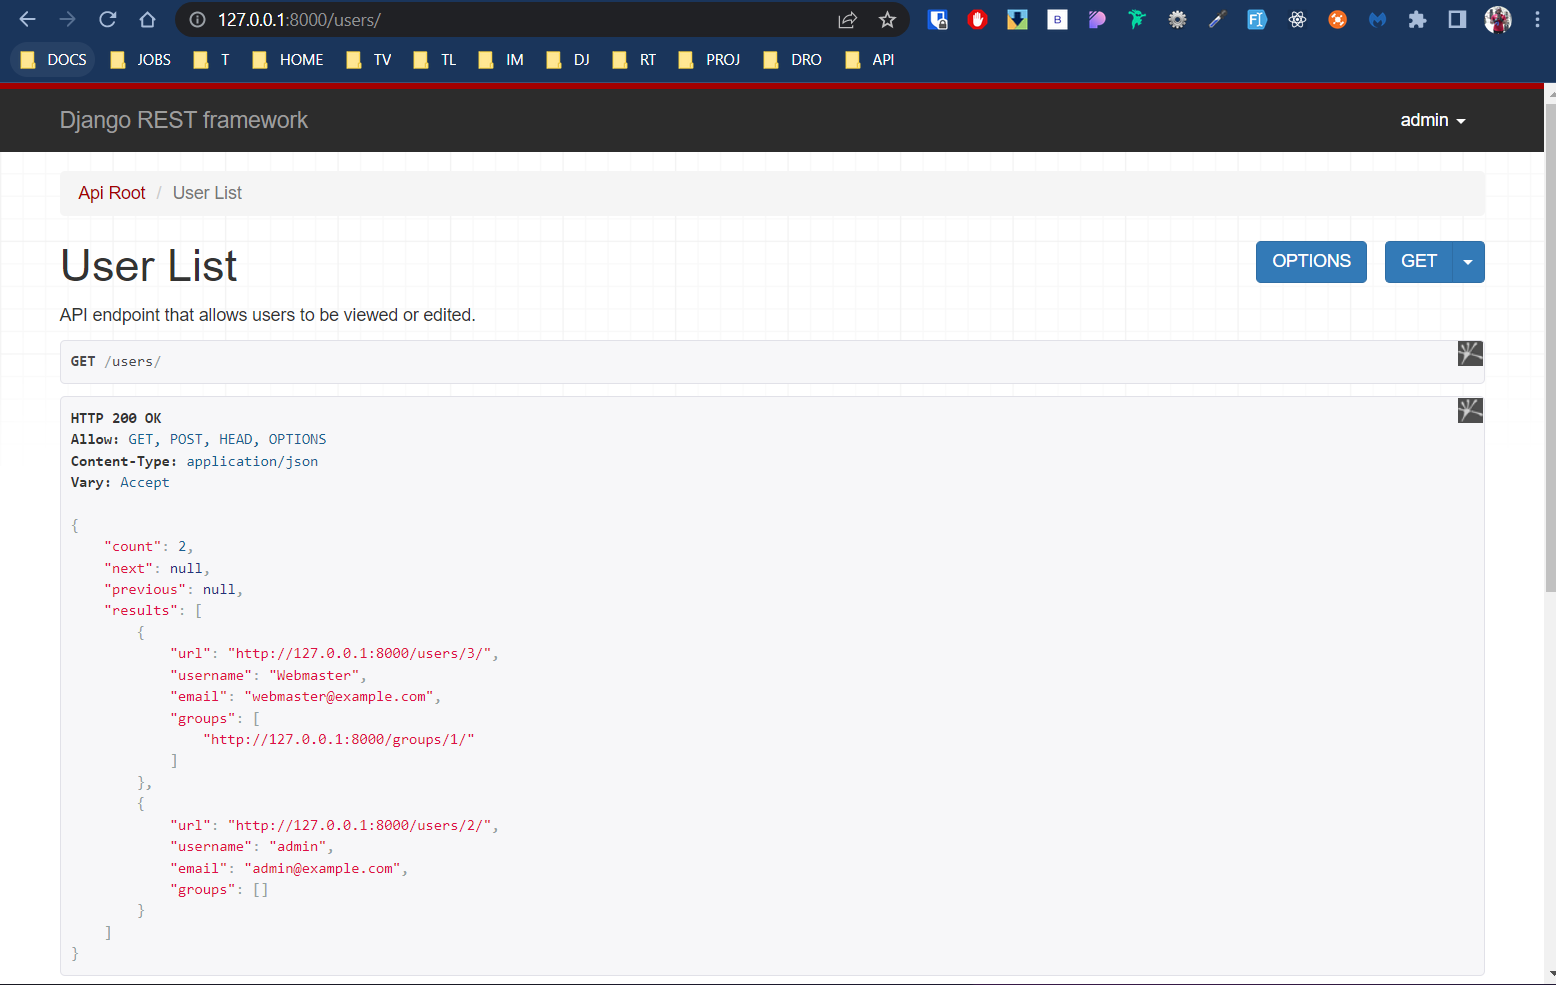 127.0.0.1:8000/users/
DOCS JOBS T HOME TV TL IM DJ RT PROJ DRO API
Django REST framework
admin
Api Root / User List
User List
OPTIONS GET
API endpoint that allows users to be viewed or edited.
GET /users/
HTTP 200 OK
Allow: GET, POST, HEAD, OPTIONS
Content-Type: application/json
Vary: Accept
{
    "count": 2,
    "next": null,
    "previous": null,
    "results": [
        {
            "url": "http://127.0.0.1:8000/users/3/",
            "username": "Webmaster",
            "email": "webmaster@example.com",
            "groups": [
                "http://127.0.0.1:8000/groups/1/"
            ]
        },
        {
            "url": "http://127.0.0.1:8000/users/2/",
            "username": "admin",
            "email": "admin@example.com",
            "groups": []
        }
    ]
}